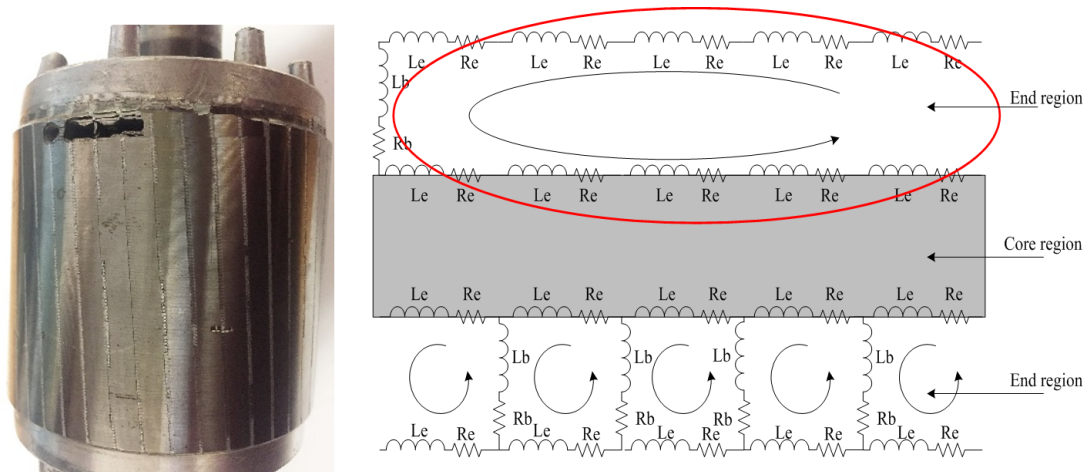 Le Re Le Re Le Re Le Re Le Re
Lb
End region
Rb
Le Re Le Re Le Re Le Re Le Re
Core region
Le Re Le Re Le Re Le Re Le Re
Lb Lb Lb Lb
End region
Rb Rb Rb Rb
Le Re Le Re Le Re Le Re Le Re